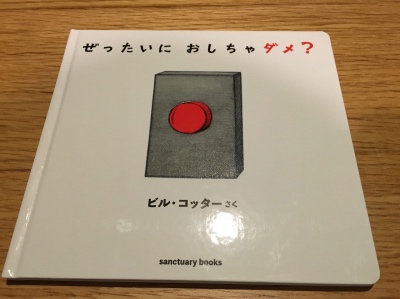 ぜったいに おしちゃダメ?
ビル・コッター さく
sanctuary books